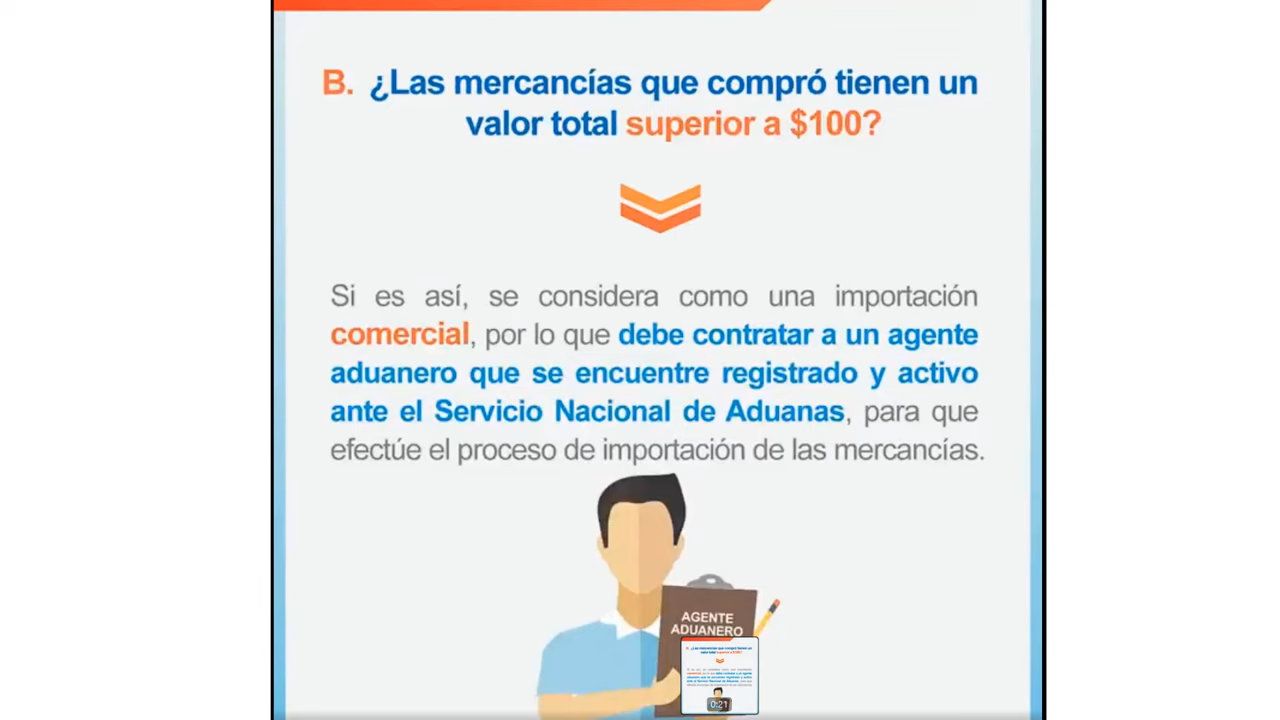 B. ¿Las mercancías que compró tienen un
valor total superior a $100?
Si es así, se considera como una importación
comercial, por lo que debe contratar a un agente
aduanero que se encuentre registrado y activo
ante el Servicio Nacional de Aduanas, para que
efectúe el proceso de importación de las mercancías.
AGENTE
ADUANERO
0:21